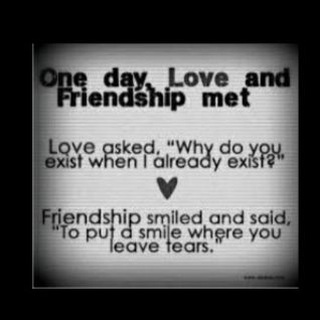 One day, Love and
Friendship met
Love asked, "Why do you
exist when I already exist?"
Friendship smiled and said,
"To put a smile where you
leave tears."